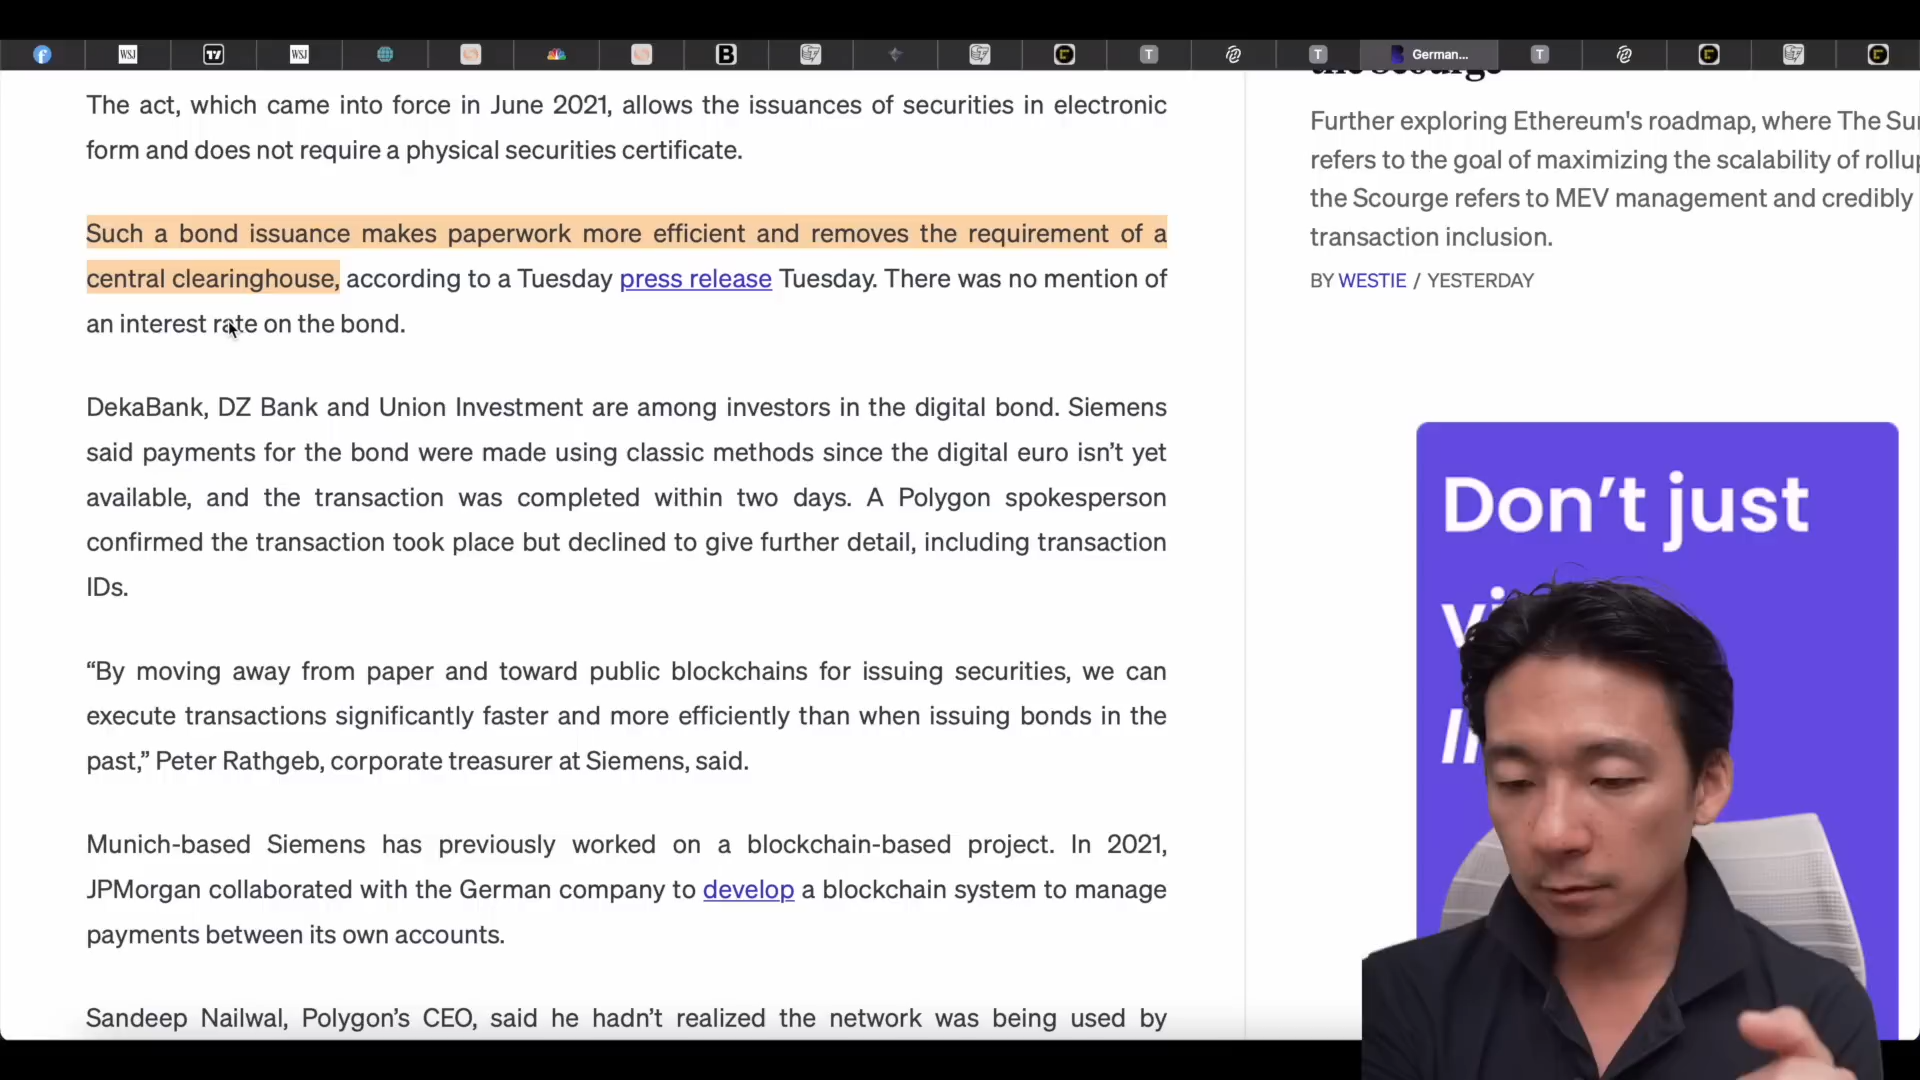 WSJ
WSJ
B
T
T
German...
T
the Scourge
The act, which came into force in June 2021, allows the issuances of securities in electronic
form and does not require a physical securities certificate.
Such a bond issuance makes paperwork more efficient and removes the requirement of a
central clearinghouse, according to a Tuesday press release Tuesday. There was no mention of
an interest rate on the bond.
DekaBank, DZ Bank and Union Investment are among investors in the digital bond. Siemens
said payments for the bond were made using classic methods since the digital euro isn’t yet
available, and the transaction was completed within two days. A Polygon spokesperson
confirmed the transaction took place but declined to give further detail, including transaction
IDs.
“By moving away from paper and toward public blockchains for issuing securities, we can
execute transactions significantly faster and more efficiently than when issuing bonds in the
past,” Peter Rathgeb, corporate treasurer at Siemens, said.
Munich-based Siemens has previously worked on a blockchain-based project. In 2021,
JPMorgan collaborated with the German company to develop a blockchain system to manage
payments between its own accounts.
Sandeep Nailwal, Polygon’s CEO, said he hadn’t realized the network was being used by
Further exploring Ethereum's roadmap, where The
refers to the goal of maximizing the scalability of
the Scourge refers to MEV management and credibly
transaction inclusion.
BY WESTIE / YESTERDAY
Don’t just